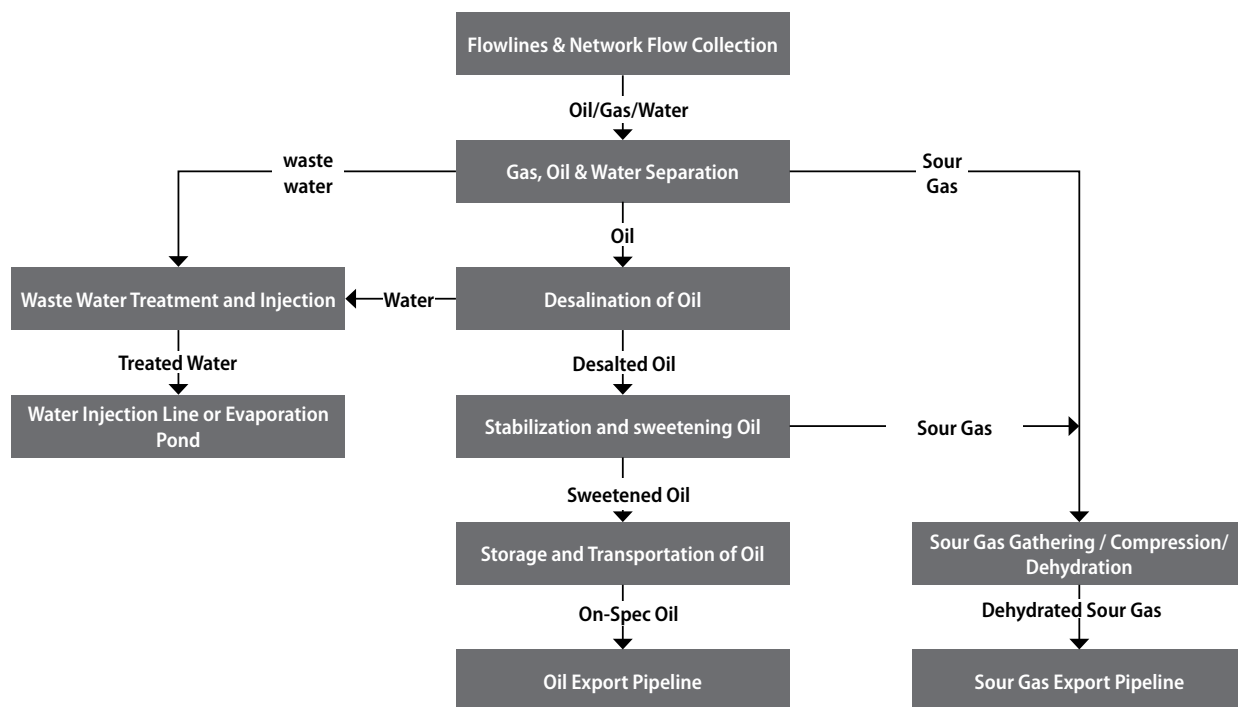 Flowlines & Network Flow Collection
Oil/Gas/Water
waste
water
Gas, Oil & Water Separation
Sour
Gas
Oil
Waste Water Treatment and Injection
Water
Desalination of Oil
Treated Water
Desalted Oil
Water Injection Line or Evaporation
Pond
Stabilization and sweetening Oil
Sour Gas
Sweetened Oil
Storage and Transportation of Oil
Sour Gas Gathering / Compression/
Dehydration
On-Spec Oil
Dehydrated Sour Gas
Oil Export Pipeline
Sour Gas Export Pipeline